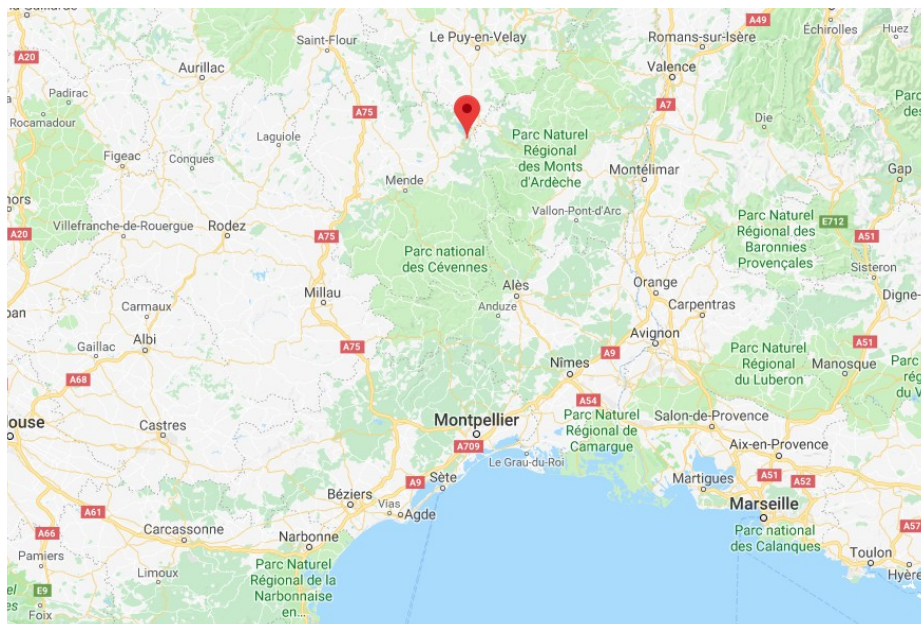 A49
Romans-sur-Isère
Échirolles
Huez
Le Puy-en-Velay
Saint-Flour
A20
Aurillac
Valence
Padirac
Rocamadour
A75
A7
Laguiole
Die
Parc Naturel
Régional
des Monts
d'Ardèche
Figeac
Conques
Mende
Montélimar
Gap
Vallon-Pont-d'Arc
Villefranche-de-Rouergue
Rodez
A20
A75
Parc national
des Cévennes
Parc Naturel
Régional des
Baronnies
Provençales
E712
A51
Sisteron
Alès
Orange
Millau
Anduze
Carpentras
Digne-
Carmaux
Albi
Gaillac
A75
Avignon
A51
A9
Nîmes
Parc Naturel
Régional
du Luberon
Manosque
A68
A54
Montpellier
Parc Naturel
Régional de
Camargue
Salon-de-Provence
Castres
A709
Le Grau-du-Roi
Aix-en-Provence
Sète
A9
Martigues
A51
A52
Béziers
Vias
Agde
Marseille
A61
Carcassonne
Narbonne
Parc national
des Calanques
A57
A66
Pamiers
Limoux
Parc Naturel
Régional de la
Narbonnaise
en...
Toulon
E9
Foix